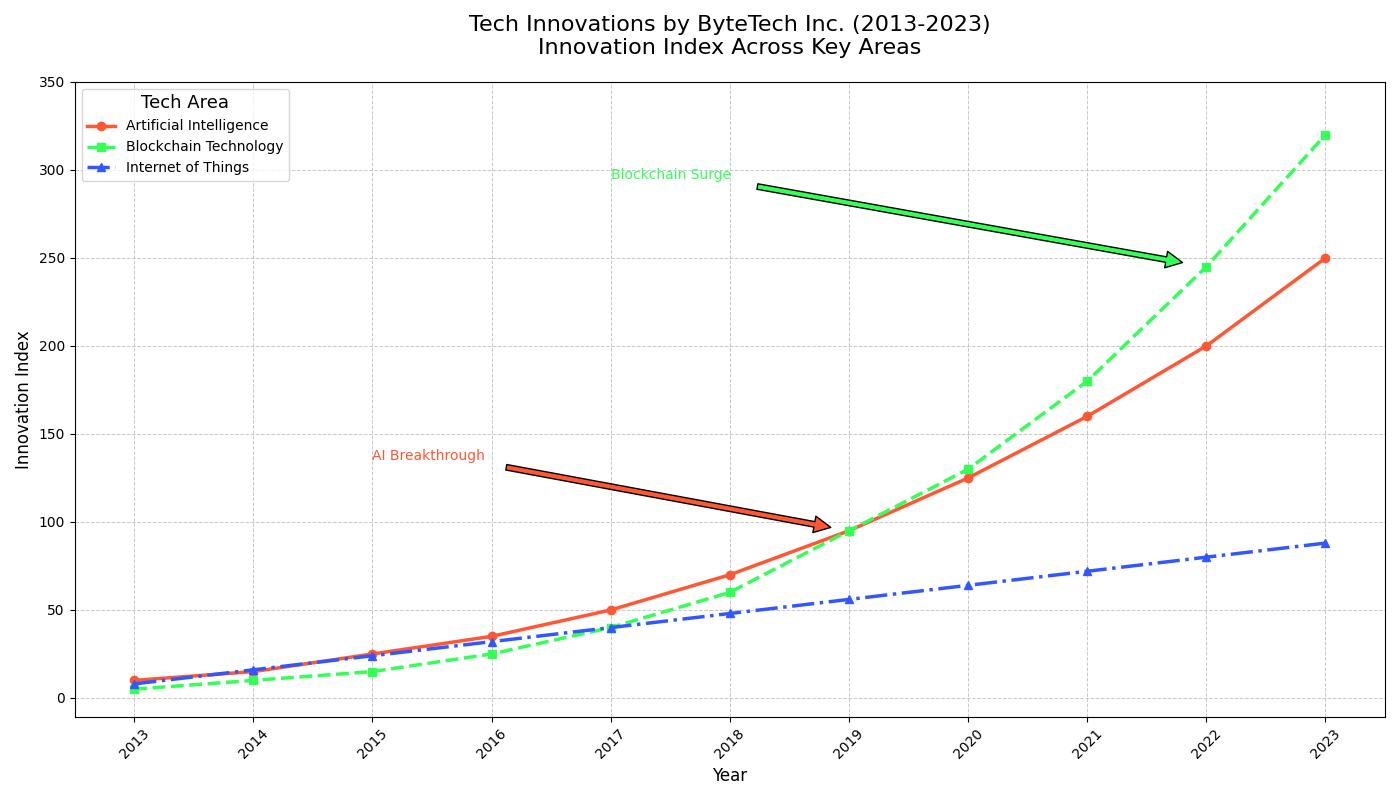 Tech Innovations by ByteTech Inc. (2013-2023)
Innovation Index Across Key Areas
Tech Area
Artificial Intelligence
Blockchain Technology
Internet of Things
Blockchain Surge
AI Breakthrough
Innovation Index
350
300
250
200
150
100
50
0
2013
2014
2015
2016
2017
2018
2019
2020
2021
2022
2023
Year